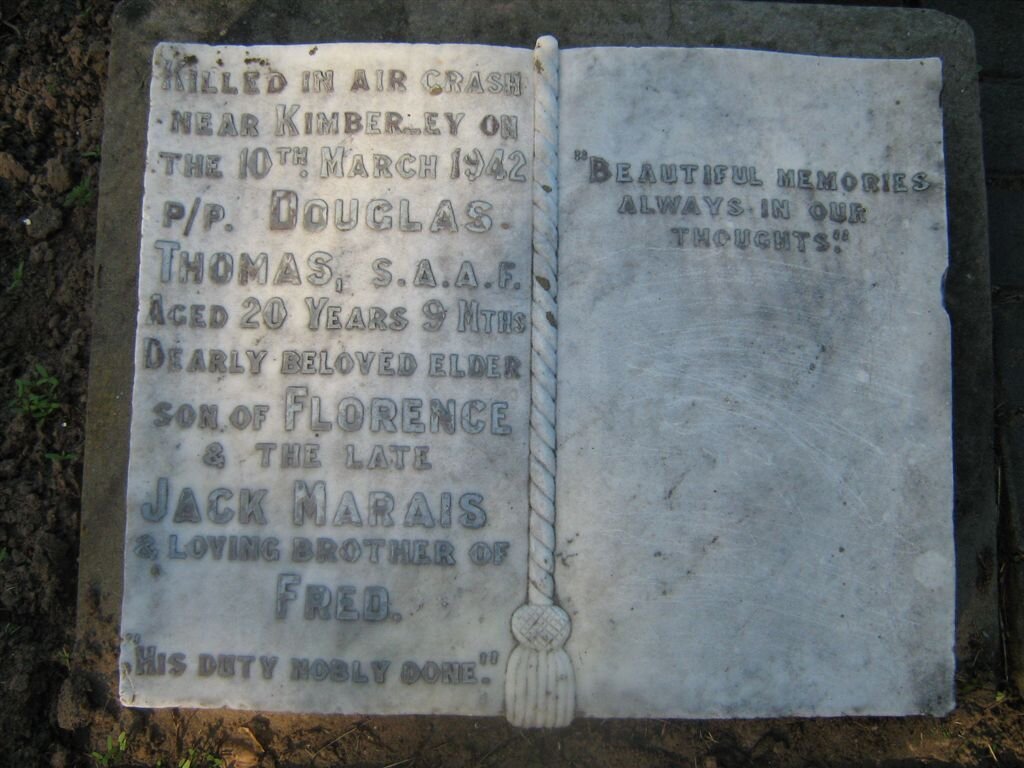 KILLED IN AIR CRASH
NEAR KIMBERLEY ON
THE 10TH MARCH 1942
P/P. DOUGLAS.
THOMAS, S.A.A.F.
AGED 20 YEARS 9 MTHS
DEARLY BELOVED ELDER
SON OF FLORENCE
& THE LATE
JACK MARAIS
& LOVING BROTHER OF
FRED.
"HIS DUTY NOBLY DONE."
"BEAUTIFUL MEMORIES
ALWAYS IN OUR
THOUGHTS."